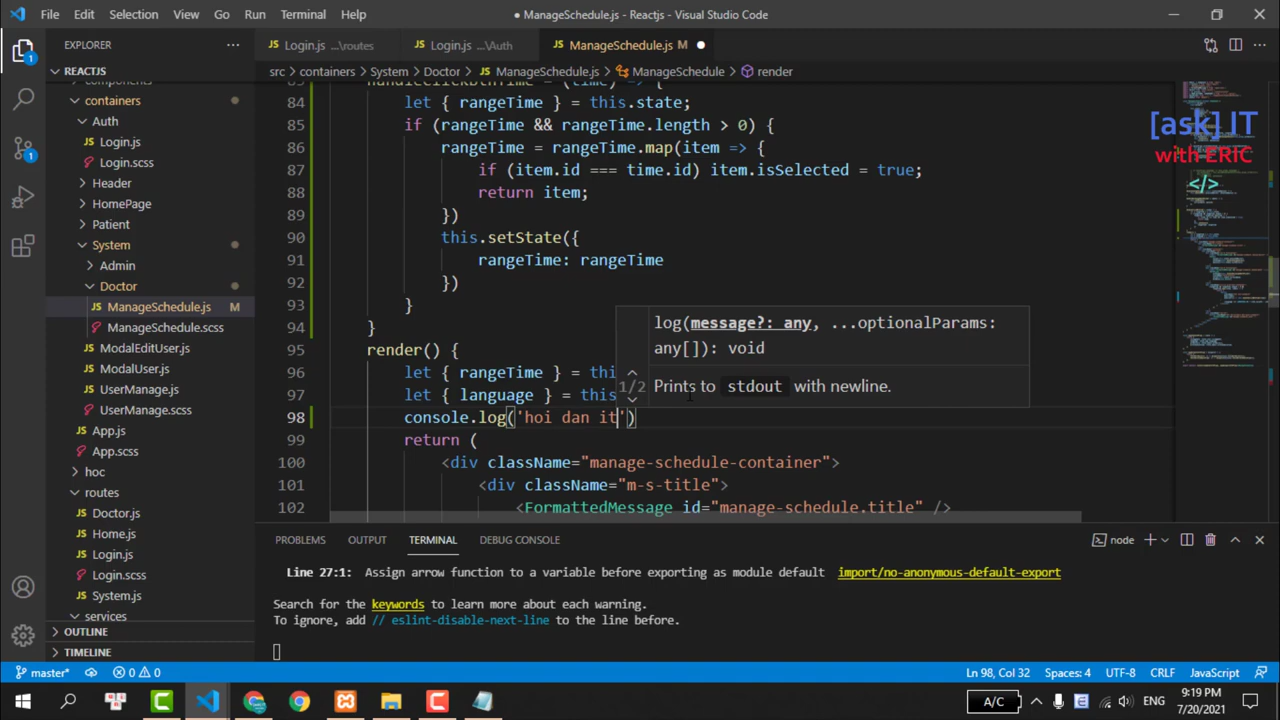 File Edit Selection View Go Run Terminal Help
● ManageSchedule.js - Reactjs - Visual Studio Code
EXPLORER
Login.js ...\routes
Login.js ...\Auth
ManageSchedule.js M
REACTJS
src > containers > System > Doctor > ManageSchedule.js > ManageSchedule > render
containers
Auth
Login.js
Login.scss
Header
HomePage
Patient
System
Admin
Doctor
ManageSchedule.js M
ManageSchedule.scss
ModalEditUser.js
ModalUser.js
UserManage.js
UserManage.scss
App.js
App.scss
hoc
routes
Doctor.js
Home.js
Login.js
Login.scss
System.js
services
OUTLINE
TIMELINE
84 let { rangeTime } = this.state;
85 if (rangeTime && rangeTime.length > 0) {
86 rangeTime = rangeTime.map(item => {
87 if (item.id === time.id) item.isSelected = true;
88 return item;
89 })
90 this.setState({
91 rangeTime: rangeTime
92 })
93 }
94 }
95 render() {
96 let { rangeTime } = thi
97 let { language } = this
98 console.log('hoi dan it')
99 return (
100 <div className="manage-schedule-container">
101 <div className="m-s-title">
102 <FormattedMessage id="manage-schedule.title" />
log(message?: any, ...optionalParams:
any[]): void
1/2 Prints to stdout with newline.
[ask] IT
with ERIC
</>
PROBLEMS OUTPUT TERMINAL DEBUG CONSOLE
node
Line 27:1: Assign arrow function to a variable before exporting as module default import/no-anonymous-default-export
Search for the keywords to learn more about each warning.
To ignore, add // eslint-disable-next-line to the line before.
master* 0 0
Ln 98, Col 32 Spaces: 4 UTF-8 CRLF JavaScript
A/C
ENG
9:19 PM
7/20/2021